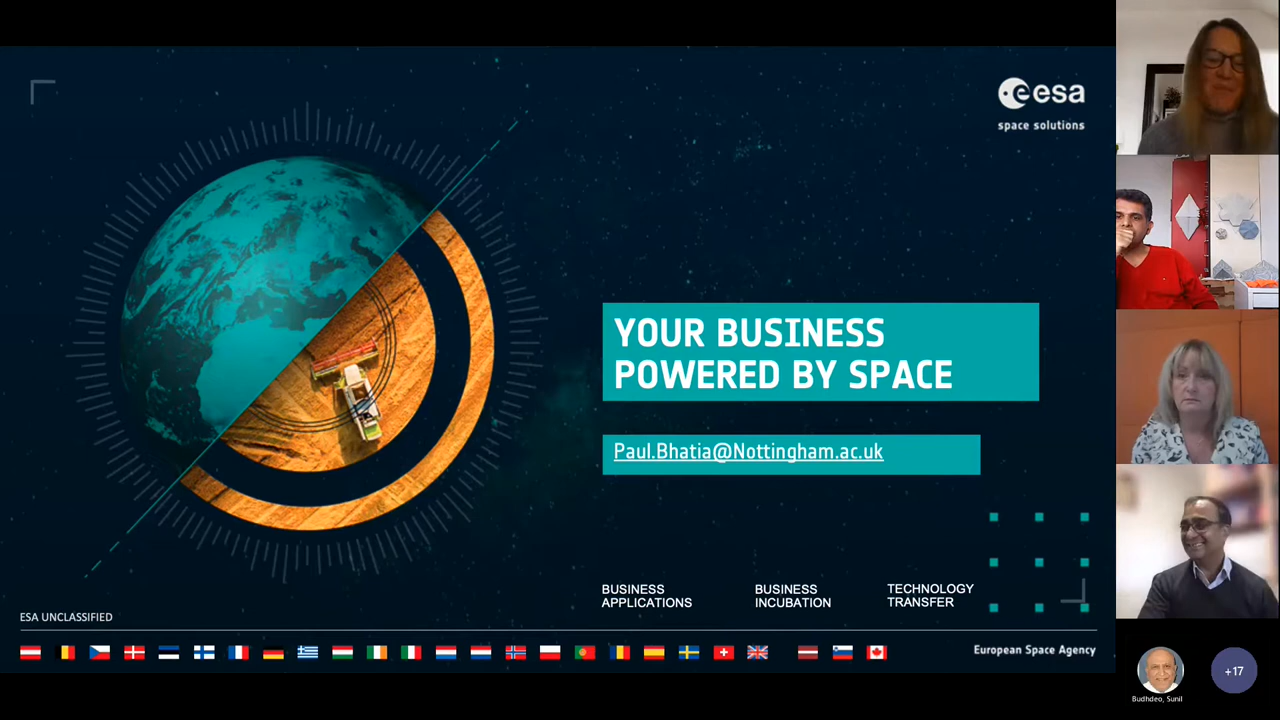 esa
space solutions
YOUR BUSINESS
POWERED BY SPACE
Paul.Bhatia@Nottingham.ac.uk
BUSINESS
APPLICATIONS
BUSINESS
INCUBATION
TECHNOLOGY
TRANSFER
ESA UNCLASSIFIED
European Space Agency
+17
Budhdeo, Sunil